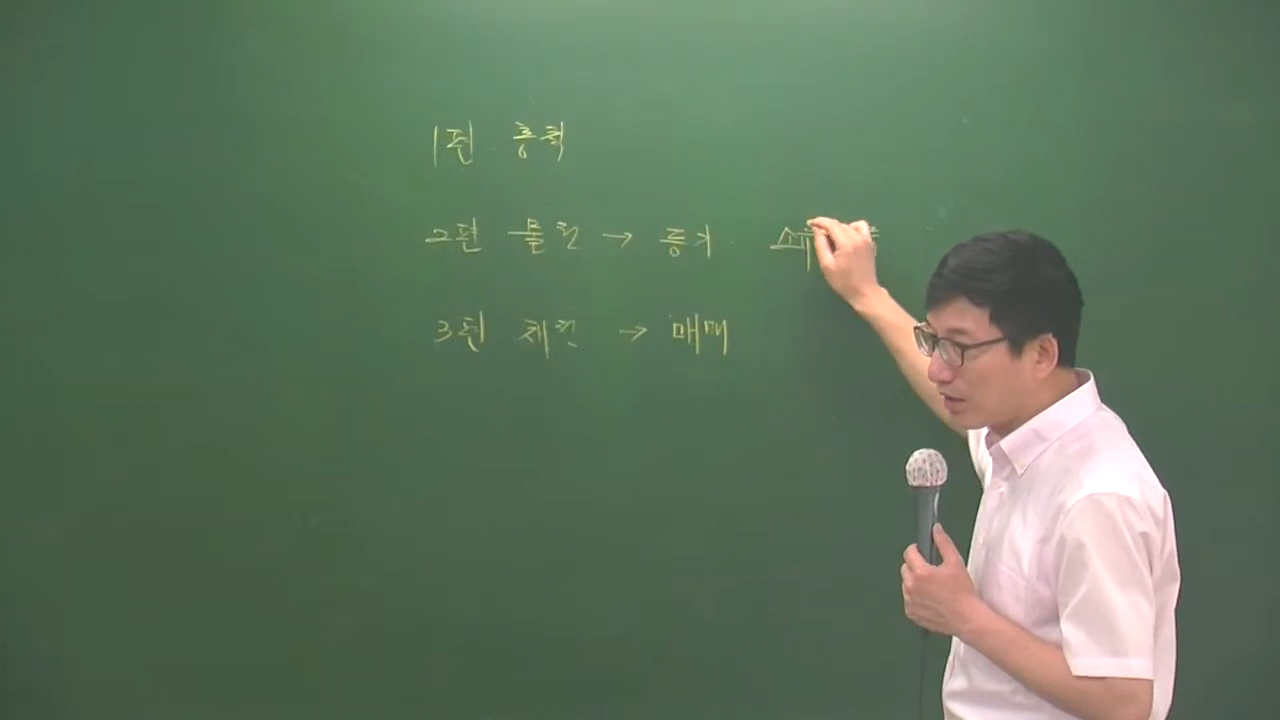 1편 총칙
2편 물권 → 등기
3편 채권 → 매매